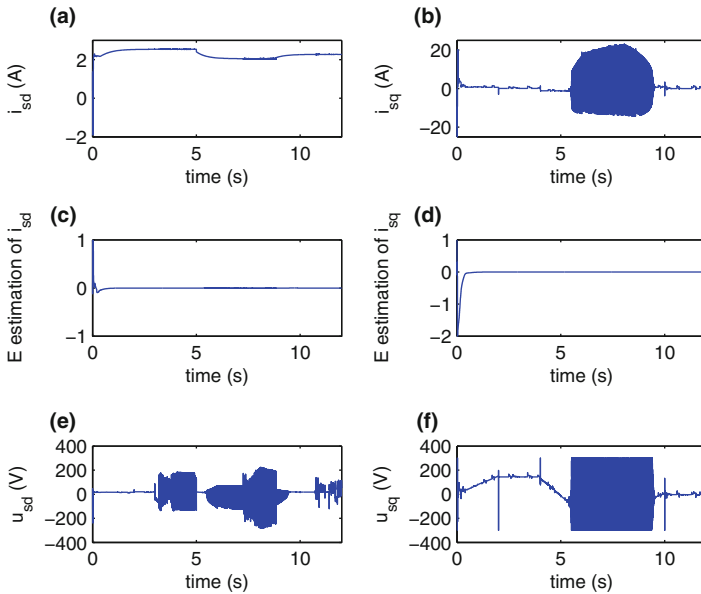 (a)
i_sd (A)
2
0
−2
0
5
10
time (s)
(b)
i_sq (A)
20
0
−20
0
5
10
time (s)
(c)
E estimation of i_sd
1
0
−1
0
5
10
time (s)
(d)
E estimation of i_sq
1
0
−1
−2
0
5
10
time (s)
(e)
u_sd (V)
400
200
0
−200
−400
0
5
10
time (s)
(f)
u_sq (V)
400
200
0
−200
−400
0
5
10
time (s)